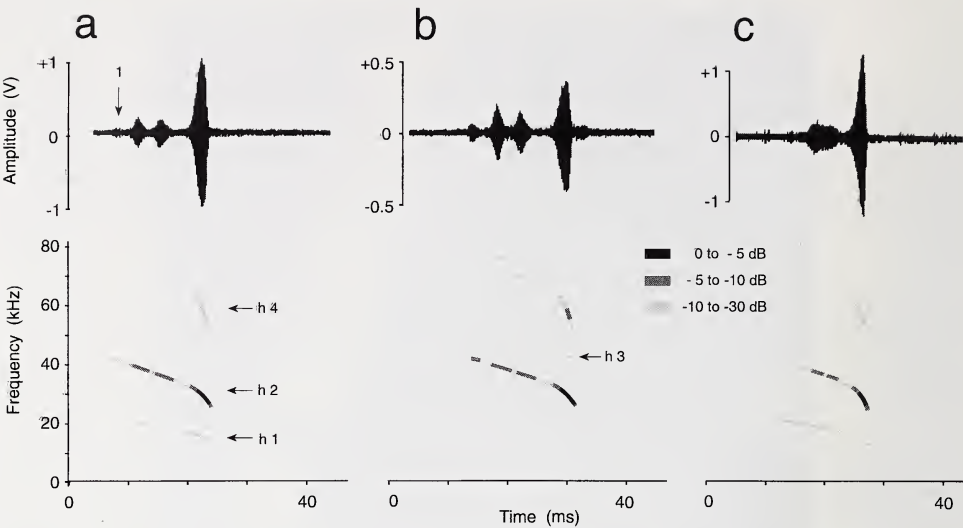 a
b
c
Amplitude (V)
+1
0
-1
1
+0.5
0
-0.5
+1
0
-1
Frequency (kHz)
80
60
40
20
0
h 4
h 2
h 1
h 3
0 to - 5 dB
- 5 to -10 dB
-10 to -30 dB
0
40
0
40
0
40
Time (ms)